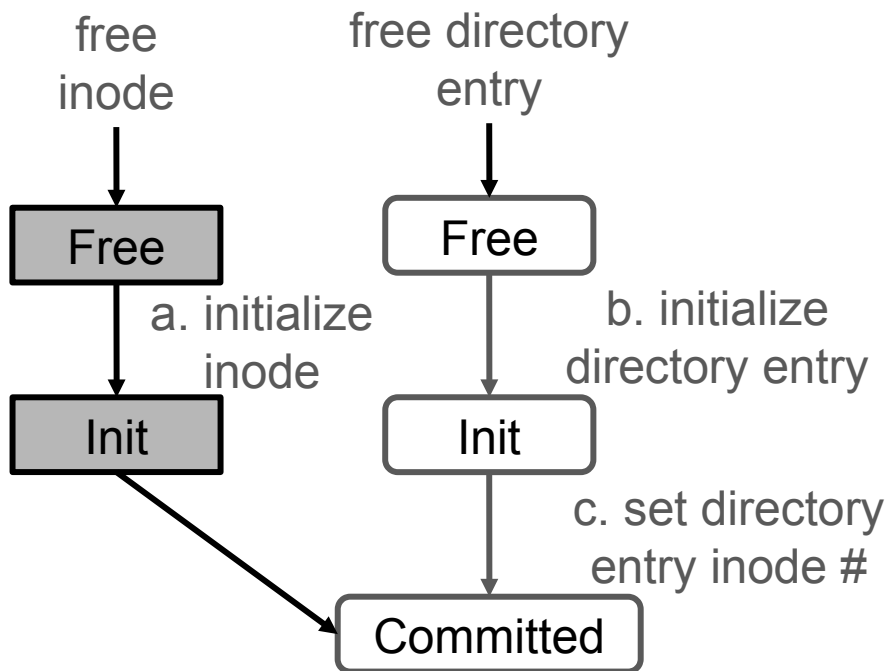 free
inode
free directory
entry
Free
Free
a. initialize
inode
b. initialize
directory entry
Init
Init
c. set directory
entry inode #
Committed